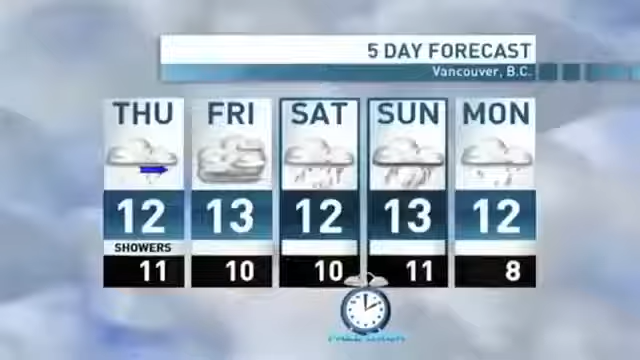 5 DAY FORECAST
Vancouver, B.C.
THU FRI SAT SUN MON
12 13 12 13 12
SHOWERS
11 10 10 11 8